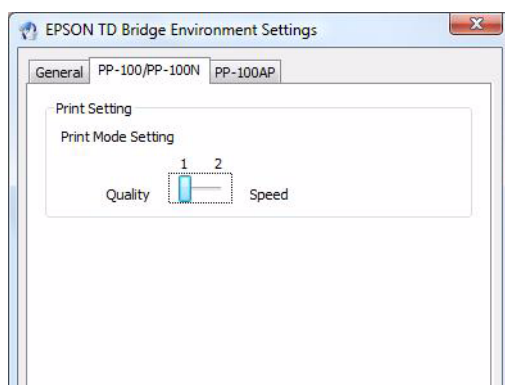 EPSON TD Bridge Environment Settings
General PP-100/PP-100N PP-100AP
Print Setting
Print Mode Setting
1 2
Quality Speed